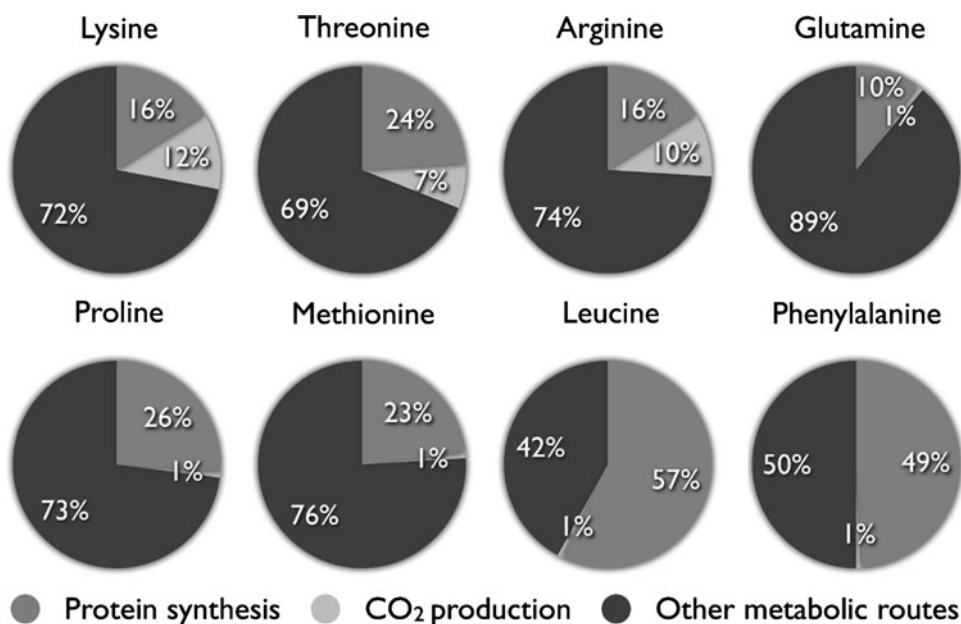 Lysine Threonine Arginine Glutamine
16% 24% 16% 10%
12% 7% 10% 1%
72% 69% 74% 89%
Proline Methionine Leucine Phenylalanine
26% 23% 42% 57% 50% 49%
1% 1% 1% 1%
73% 76%
Protein synthesis CO₂ production Other metabolic routes